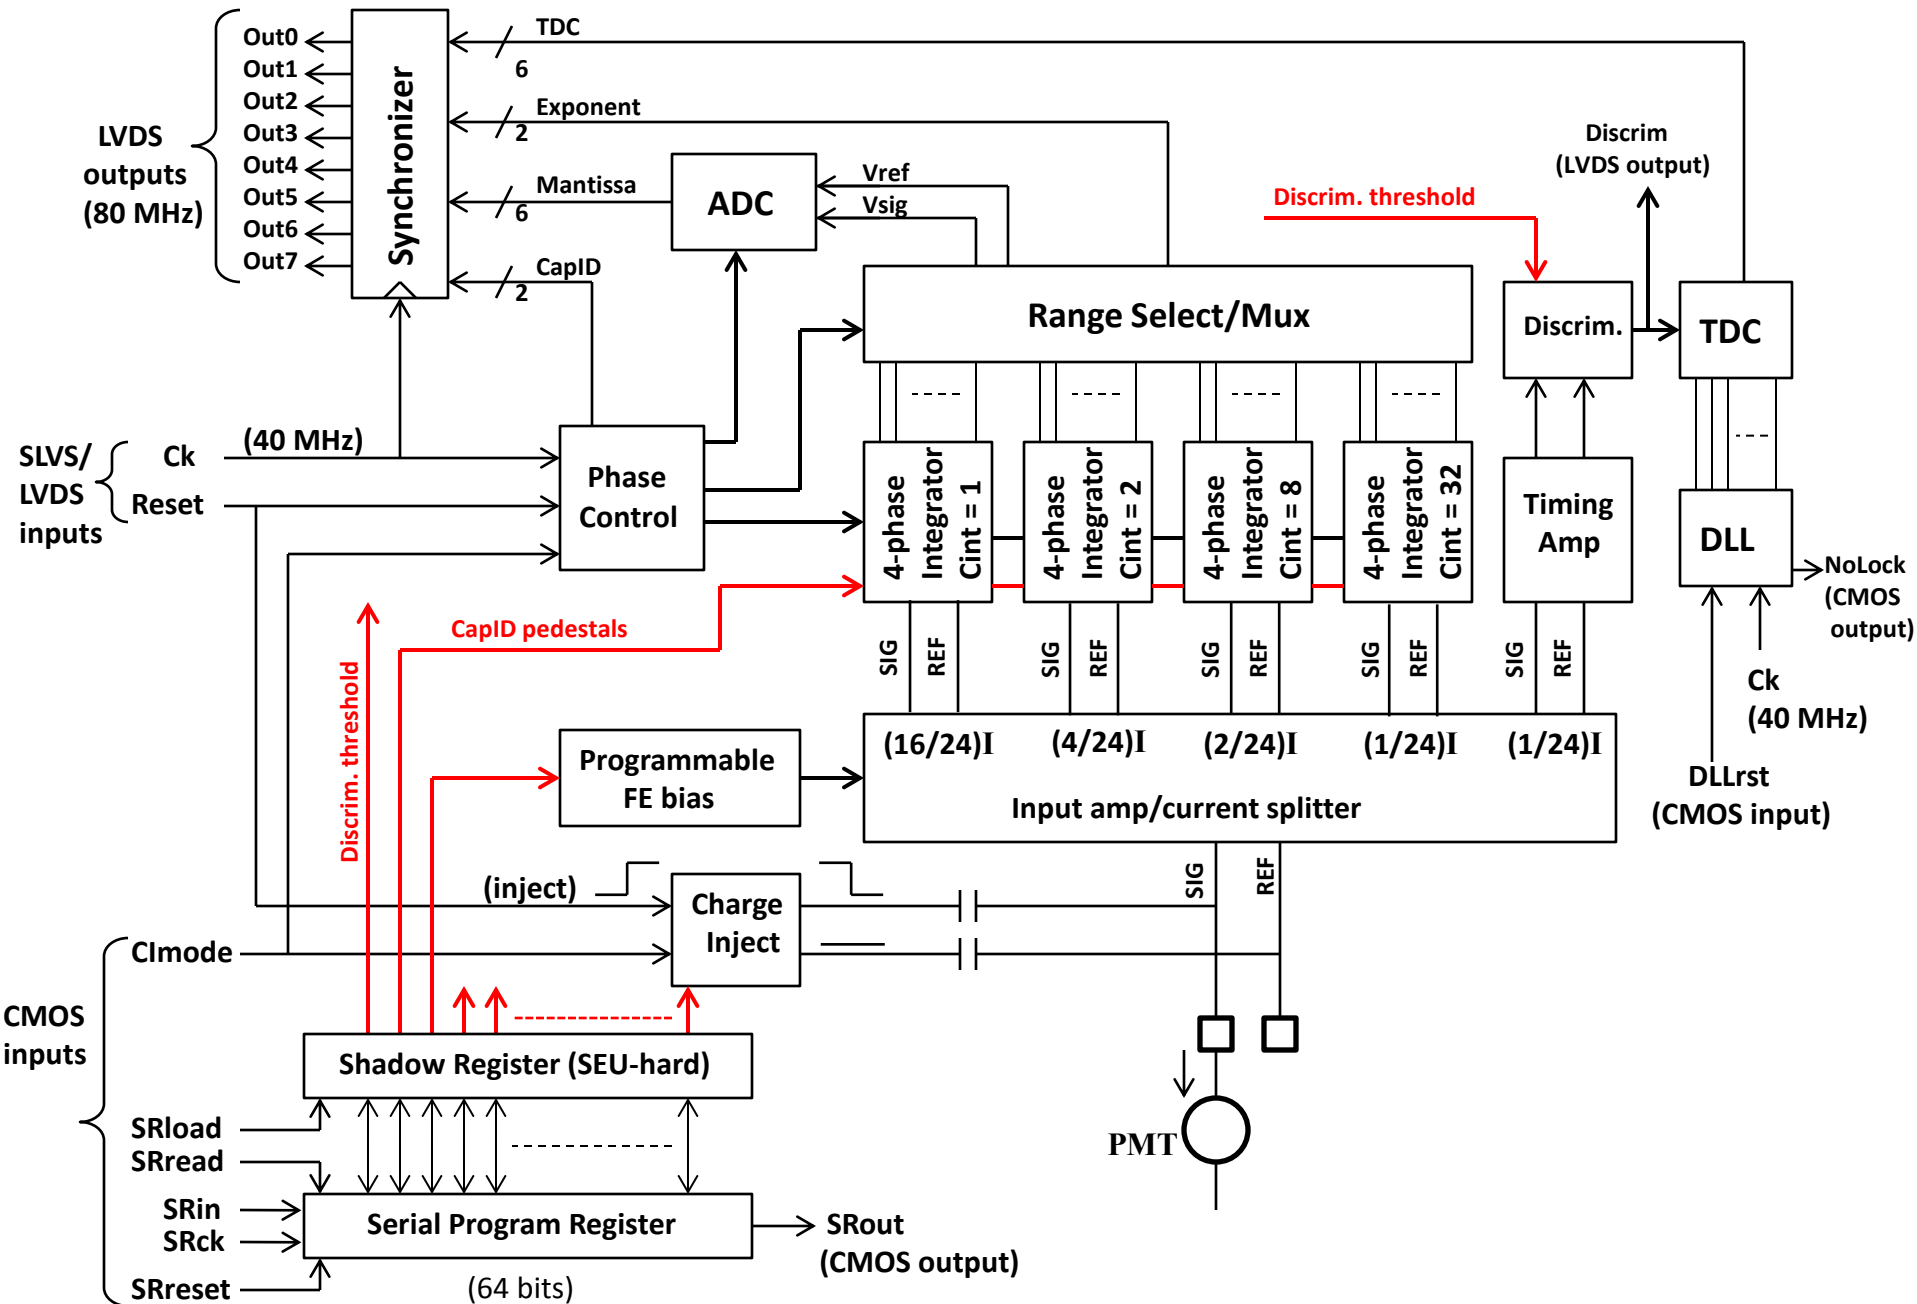 TDC
6
Out0
Out1
Out2
Out3
Out4
Out5
Out6
Out7
LVDS
outputs
(80 MHz)
Synchronizer
Exponent
2
Mantissa
6
CapID
2
ADC
Vref
Vsig
Discrim
(LVDS output)
Discrim. threshold
Range Select/Mux
Discrim.
TDC
SLVS/
LVDS
inputs
Ck
(40 MHz)
Reset
Phase
Control
4-phase
Integrator
Cint = 1
4-phase
Integrator
Cint = 2
4-phase
Integrator
Cint = 8
4-phase
Integrator
Cint = 32
Timing
Amp
DLL
NoLock
(CMOS
output)
CapID pedestals
Discrim. threshold
SIG
REF
SIG
REF
SIG
REF
SIG
REF
SIG
REF
Ck
(40 MHz)
DLLrst
(CMOS input)
Programmable
FE bias
(16/24)I
(4/24)I
(2/24)I
(1/24)I
(1/24)I
Input amp/current splitter
SIG
REF
(inject)
Charge
Inject
CImode
CMOS
inputs
Shadow Register (SEU-hard)
SRload
SRread
SRin
SRck
SRreset
Serial Program Register
(64 bits)
SRout
(CMOS output)
PMT